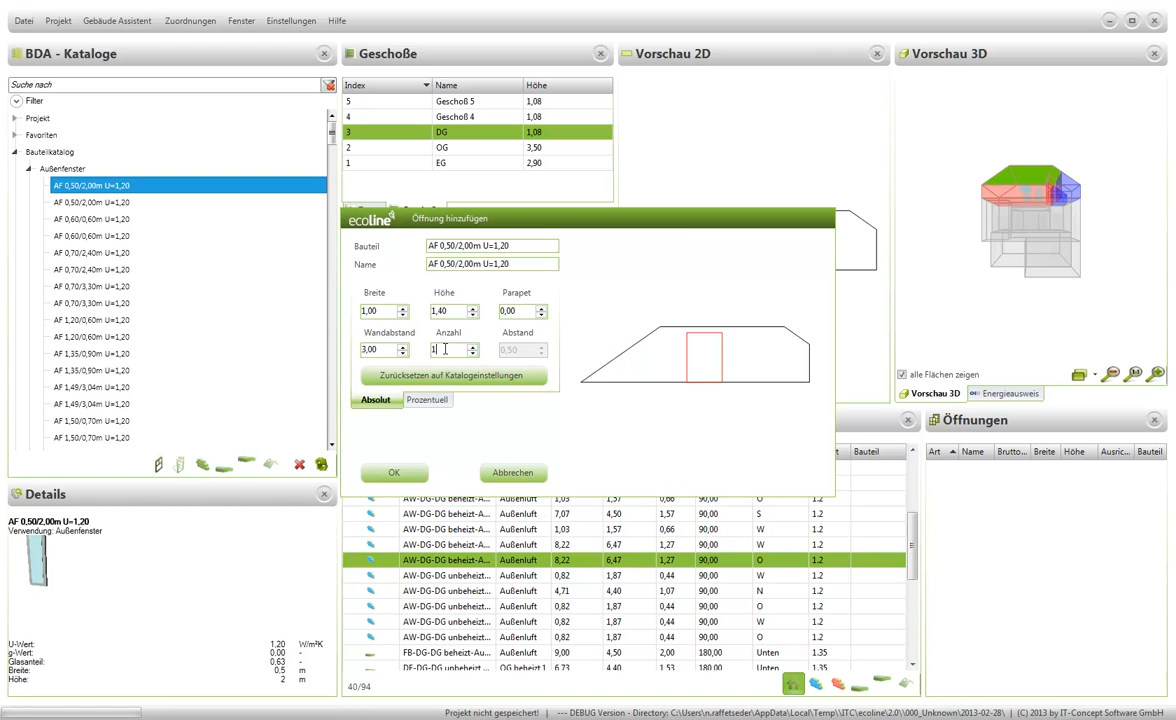 Datei Projekt Gebäude Assistent Zuordnungen Fenster Einstellungen Hilfe
BDA - Kataloge
Suche nach
Filter
Projekt
Favoriten
Bauteilkatalog
Außenfenster
AF 0,50/2,00m U=1,20
AF 0,50/2,00m U=1,20
AF 0,60/0,60m U=1,20
AF 0,60/0,60m U=1,20
AF 0,70/2,40m U=1,20
AF 0,70/2,40m U=1,20
AF 0,70/3,30m U=1,20
AF 0,70/3,30m U=1,20
AF 1,20/0,60m U=1,20
AF 1,20/0,60m U=1,20
AF 1,35/0,90m U=1,20
AF 1,35/0,90m U=1,20
AF 1,49/3,04m U=1,20
AF 1,49/3,04m U=1,20
AF 1,50/0,70m U=1,20
AF 1,50/0,70m U=1,20
Details
AF 0,50/2,00m U=1,20
Verwendung: Außenfenster
U-Wert: 1,20 W/m²K
g-Wert: 0,00 -
Glasanteil: 0,63 -
Breite: 0,5 m
Höhe: 2 m
Geschoße
Index Name Höhe
5 Geschoß 5 1,08
4 Geschoß 4 1,08
3 DG 1,08
2 OG 3,50
1 EG 2,90
Vorschau 2D
Vorschau 3D
alle Flächen zeigen
Vorschau 3D Energieausweis
ecoline Öffnung hinzufügen
Bauteil AF 0,50/2,00m U=1,20
Name AF 0,50/2,00m U=1,20
Breite Höhe Parapet
1,00 1,40 0,00
Wandabstand Anzahl Abstand
3,00 1 0,50
Zurücksetzen auf Katalogeinstellungen
Absolut Prozentuell
OK Abbrechen
Bauteil
AW-DG-DG beheizt-A... Außenluft 1,03 1,57 0,66 90,00 O 1.2
AW-DG-DG beheizt-A... Außenluft 7,07 4,50 1,57 90,00 S 1.2
AW-DG-DG beheizt-A... Außenluft 1,03 1,57 0,66 90,00 W 1.2
AW-DG-DG beheizt-A... Außenluft 8,22 6,47 1,27 90,00 W 1.2
AW-DG-DG beheizt-A... Außenluft 8,22 6,47 1,27 90,00 O 1.2
AW-DG-DG unbeheizt... Außenluft 0,82 1,87 0,44 90,00 W 1.2
AW-DG-DG unbeheizt... Außenluft 4,71 4,40 1,07 90,00 N 1.2
AW-DG-DG unbeheizt... Außenluft 0,82 1,87 0,44 90,00 O 1.2
AW-DG-DG unbeheizt... Außenluft 0,82 1,87 0,44 90,00 W 1.2
AW-DG-DG unbeheizt... Außenluft 0,82 1,87 0,44 90,00 O 1.2
FB-DG-DG beheizt-Au... Außenluft 9,00 4,50 2,00 180,00 Unten 1.35
DE-DG-DG unbeheizt ... OG beheizt 1 6,73 4,40 1,53 180,00 Unten 1.35
40/94
Öffnungen
Art Name Brutto... Breite Höhe Ausric... Bauteil
Projekt nicht gespeichert! | --- DEBUG Version - Directory: C:\Users\n.raffetseder\AppData\Local\Temp\\ITC\ecoline\2.0\\000_Unknown\2013-02-28\ | (C) 2013 by IT-Concept Software GmbH